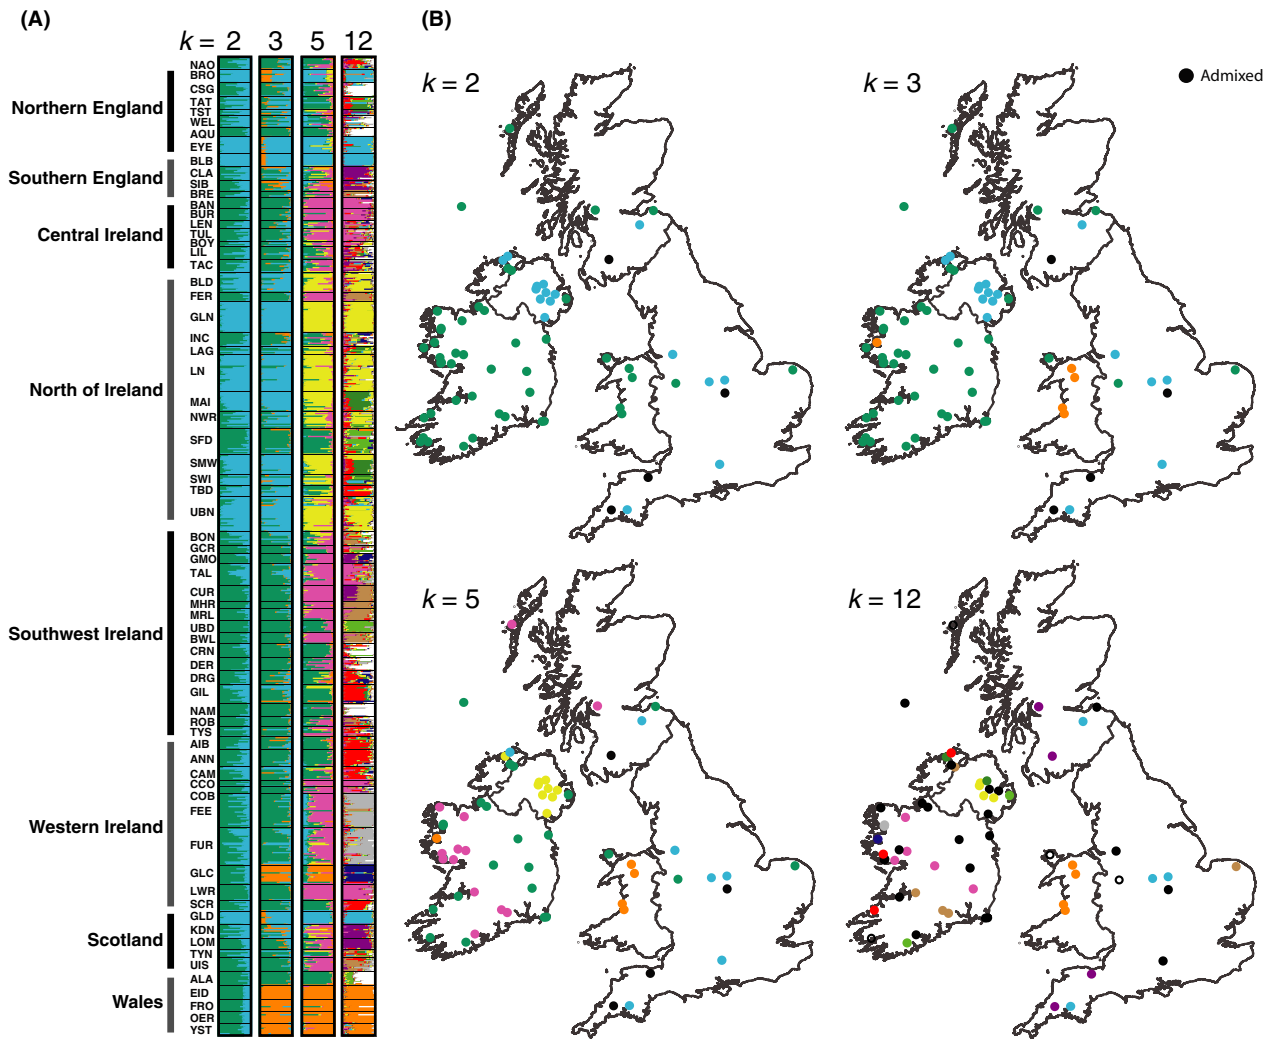 (A)
(B)
k = 2 3 5 12
NAO
BRO
CSG
TAT
TST
WEL
AQU
EYE
BLB
CLA
SIB
BRE
BAN
BUR
LEN
TUL
BOY
LIL
TAC
BLD
FER
GLN
INC
LAG
LN
MAI
NWR
SFD
SMW
SWI
TBD
UBN
BON
GCR
GMO
TAL
CUR
MHR
MRL
UBD
BWL
CRN
DER
DRG
GIL
NAM
ROB
TYS
AIB
ANN
CAM
CCO
COB
FEE
FUR
GLC
LWR
SCR
GLD
KDN
LOM
TYN
UIS
ALA
EID
FRO
OER
YST
Northern England
Southern England
Central Ireland
North of Ireland
Southwest Ireland
Western Ireland
Scotland
Wales
k = 2
k = 3
Admixed
k = 5
k = 12